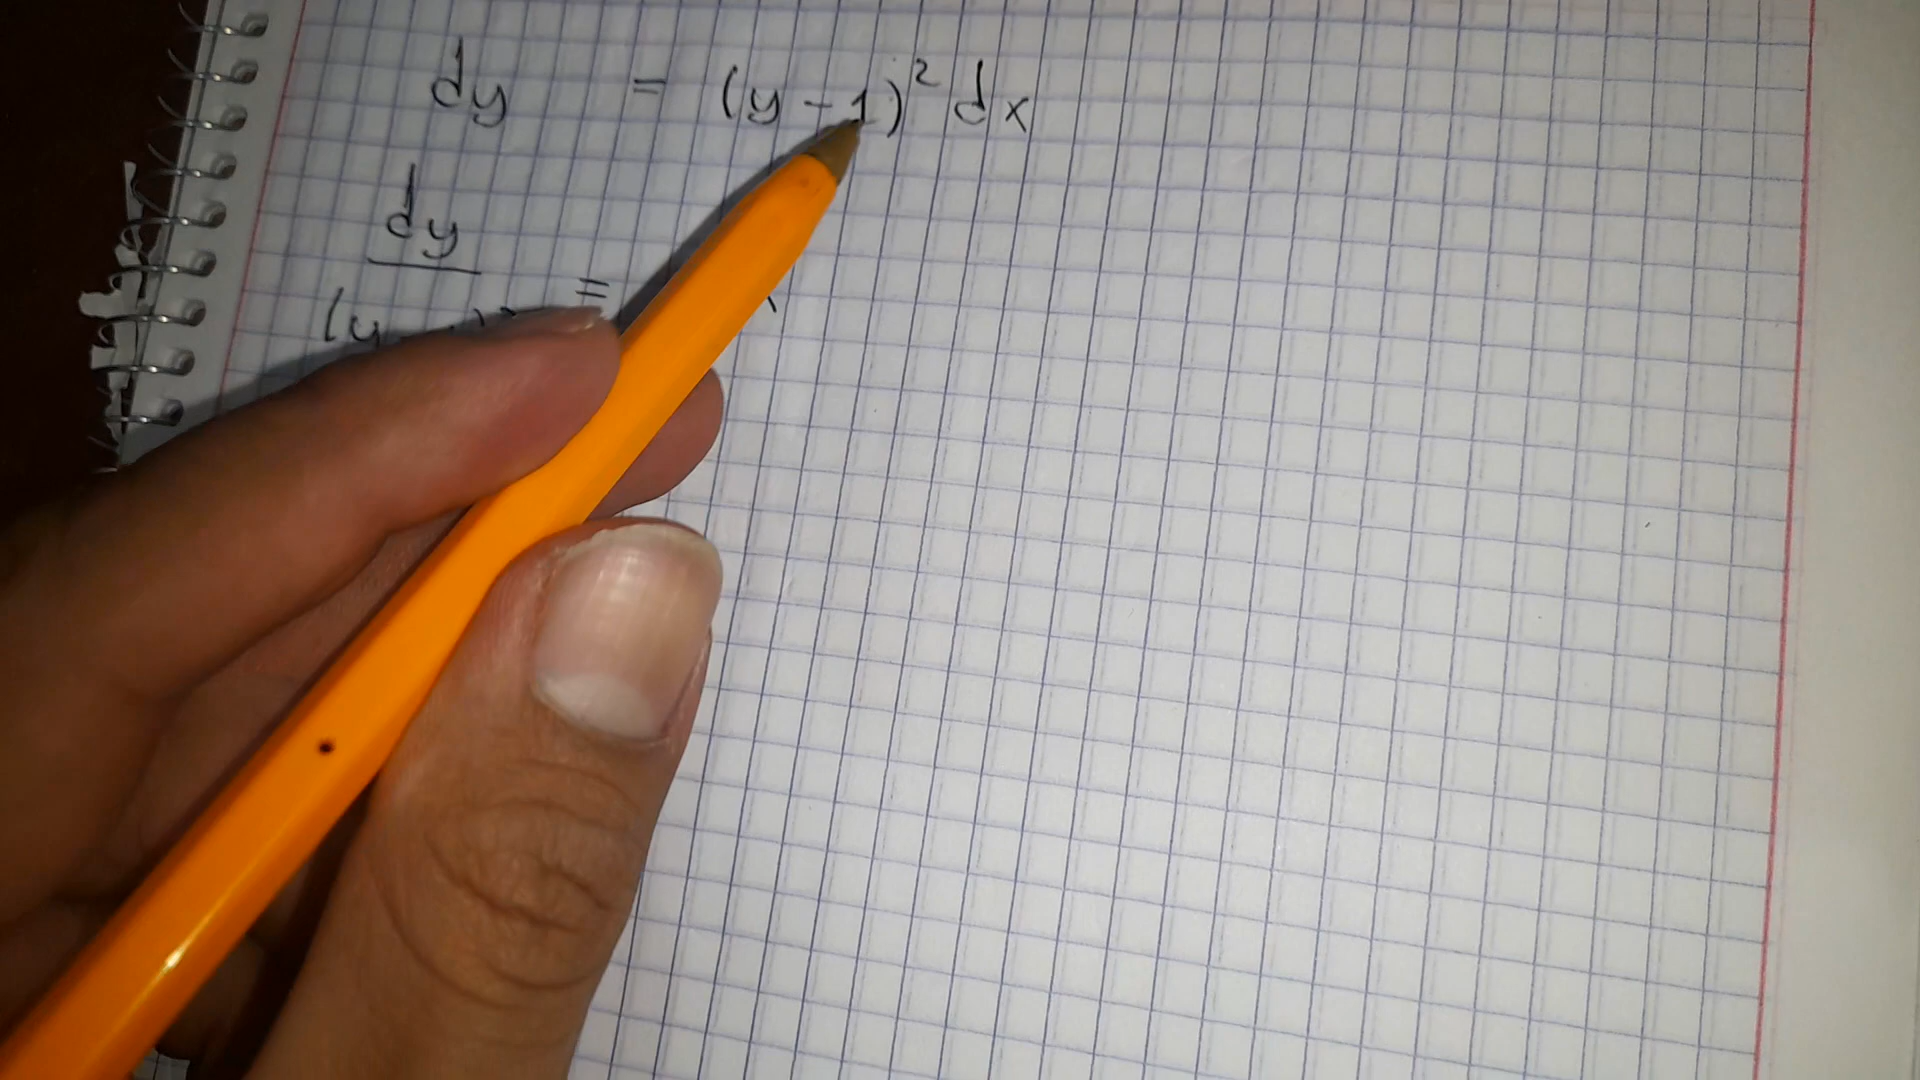 dy = (y - 1)² dx
dy
(y =